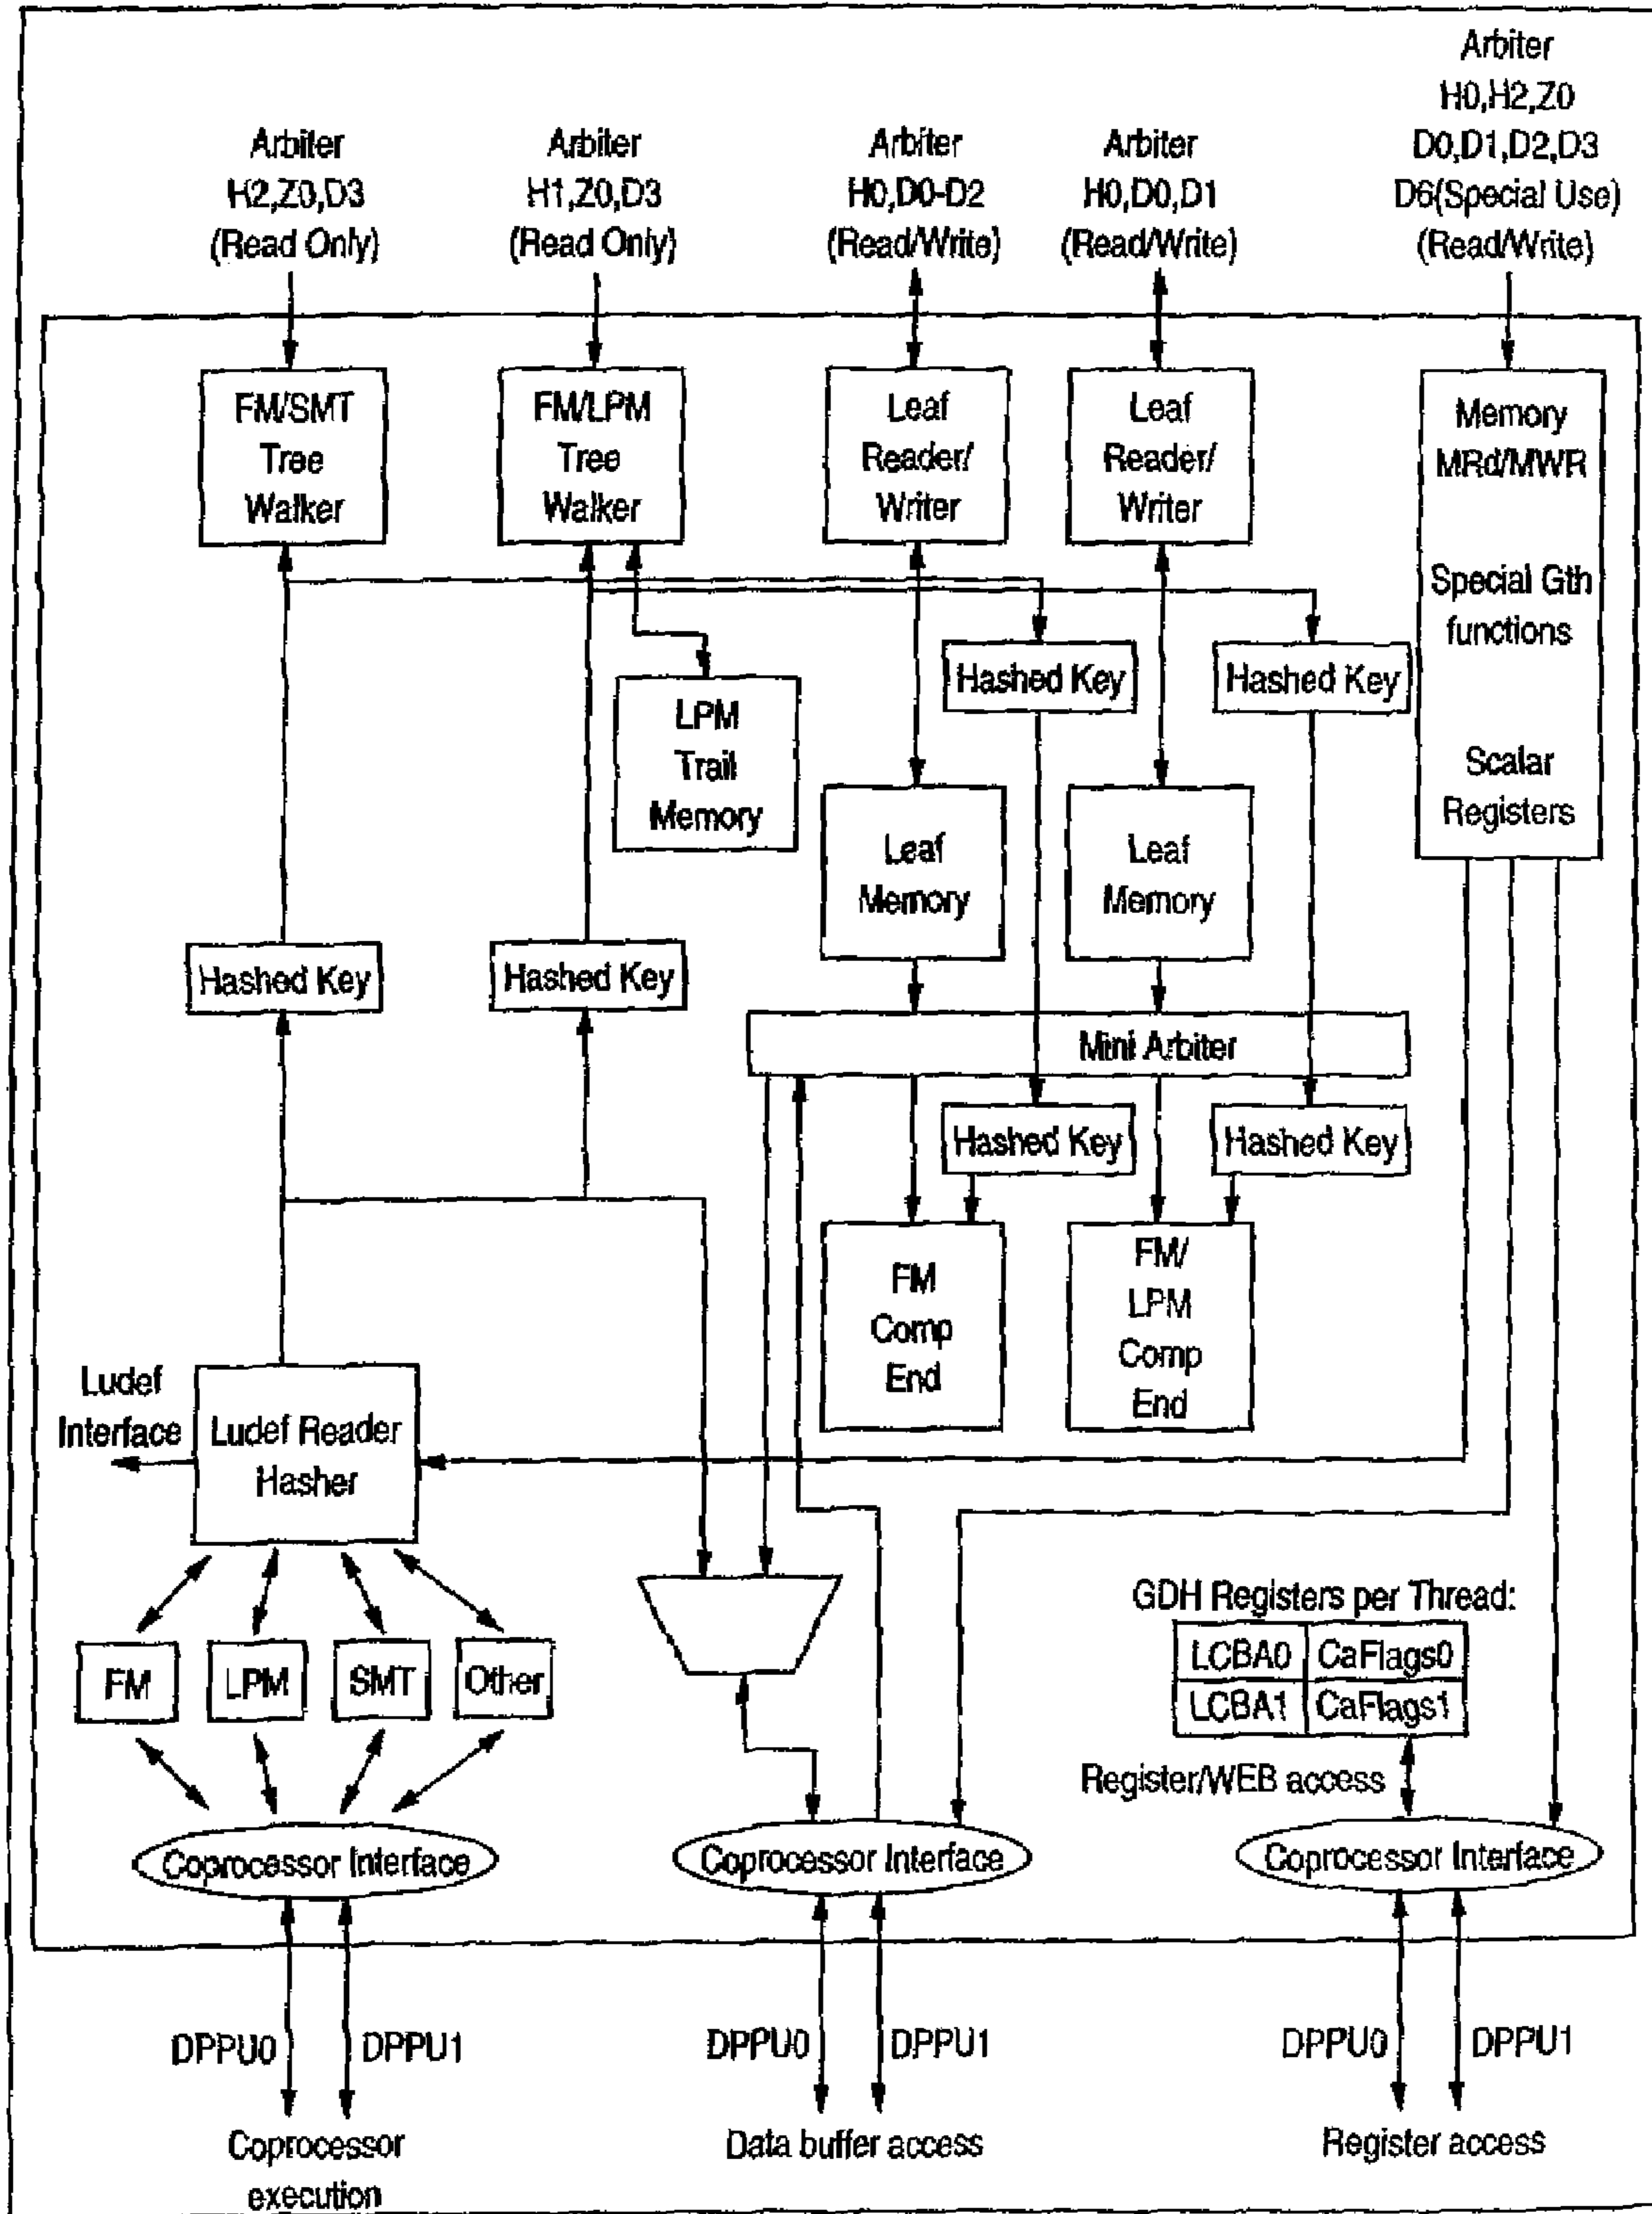 Arbiter
H2,Z0,D3
(Read Only)
Arbiter
H1,Z0,D3
(Read Only)
Arbiter
H0,D0-D2
(Read/Write)
Arbiter
H0,D0,D1
(Read/Write)
Arbiter
H0,H2,Z0
D0,D1,D2,D3
D6(Special Use)
(Read/Write)
FM/SMT
Tree
Walker
FM/LPM
Tree
Walker
Leaf
Reader/
Writer
Leaf
Reader/
Writer
Memory
MRd/MWR
Special Gth
functions
Scalar
Registers
Hashed Key
Hashed Key
LPM
Trail
Memory
Leaf
Memory
Leaf
Memory
Hashed Key
Hashed Key
Mini Arbiter
Hashed Key
Hashed Key
FM
Comp
End
FM/
LPM
Comp
End
Ludef
Interface
Ludef Reader
Hasher
FM
LPM
SMT
Other
GDH Registers per Thread:
LCBA0 CaFlags0
LCBA1 CaFlags1
Register/WEB access
Coprocessor Interface
Coprocessor Interface
Coprocessor Interface
DPPU0
DPPU1
DPPU0
DPPU1
DPPU0
DPPU1
Coprocessor
execution
Data buffer access
Register access